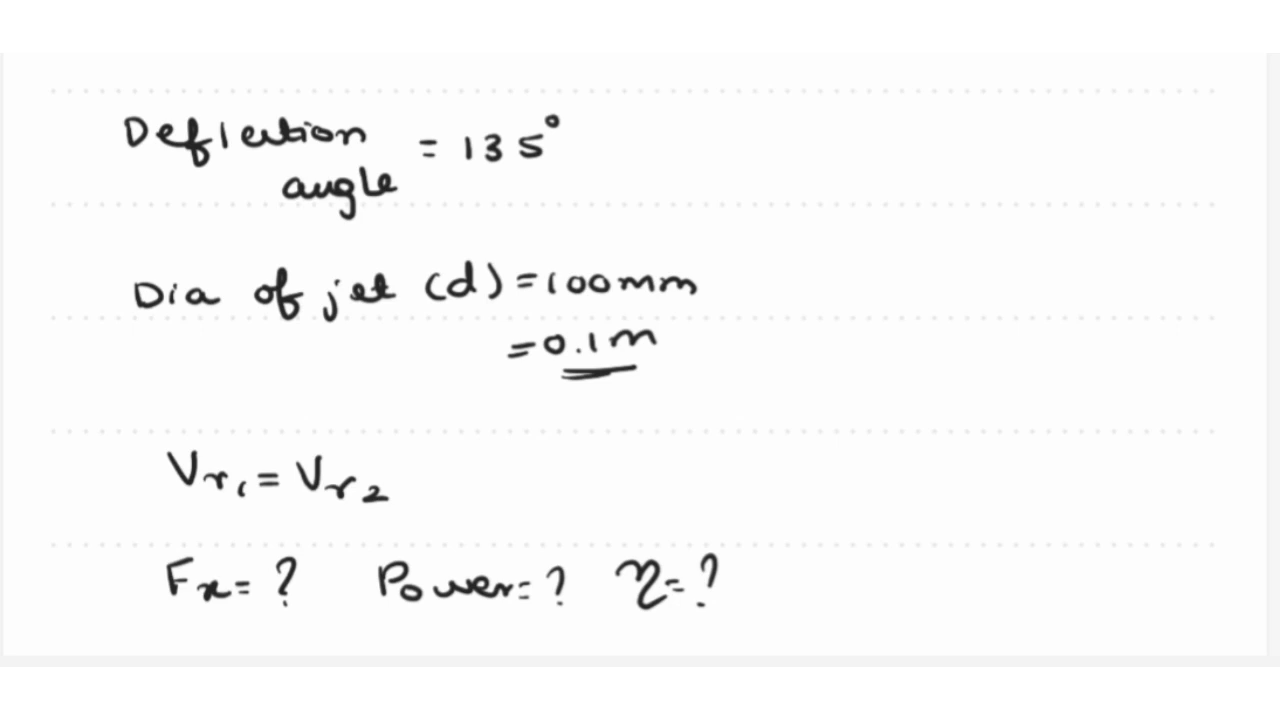 Deflection = 135°
angle
Dia of jet (d) = 100mm
= 0.1m
Vr1 = Vr2
Fx = ? Power = ? η = ?